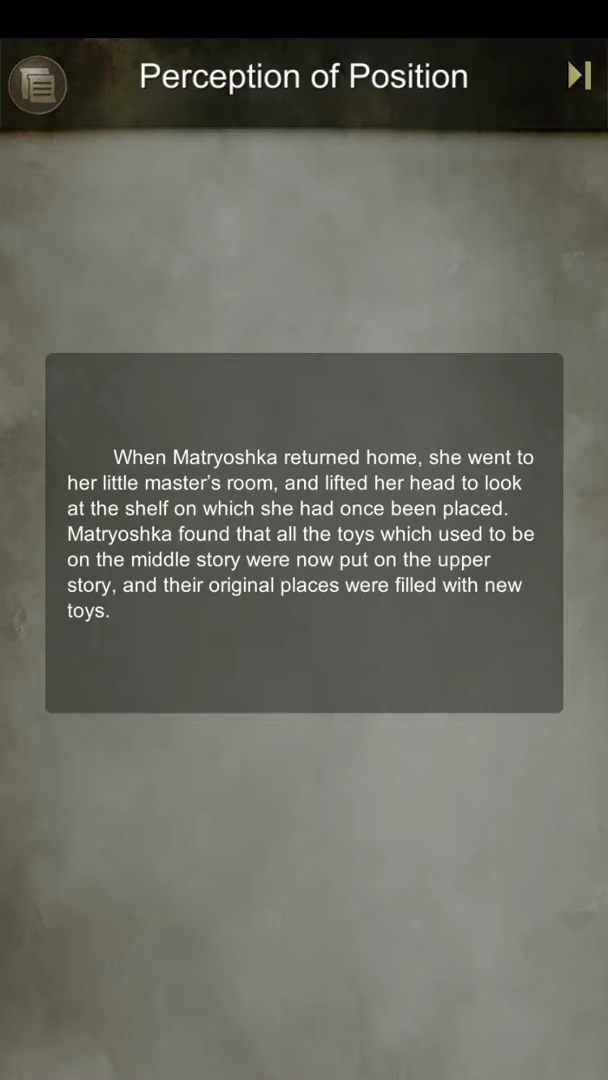 Perception of Position
When Matryoshka returned home, she went to
her little master's room, and lifted her head to look
at the shelf on which she had once been placed.
Matryoshka found that all the toys which used to be
on the middle story were now put on the upper
story, and their original places were filled with new
toys.